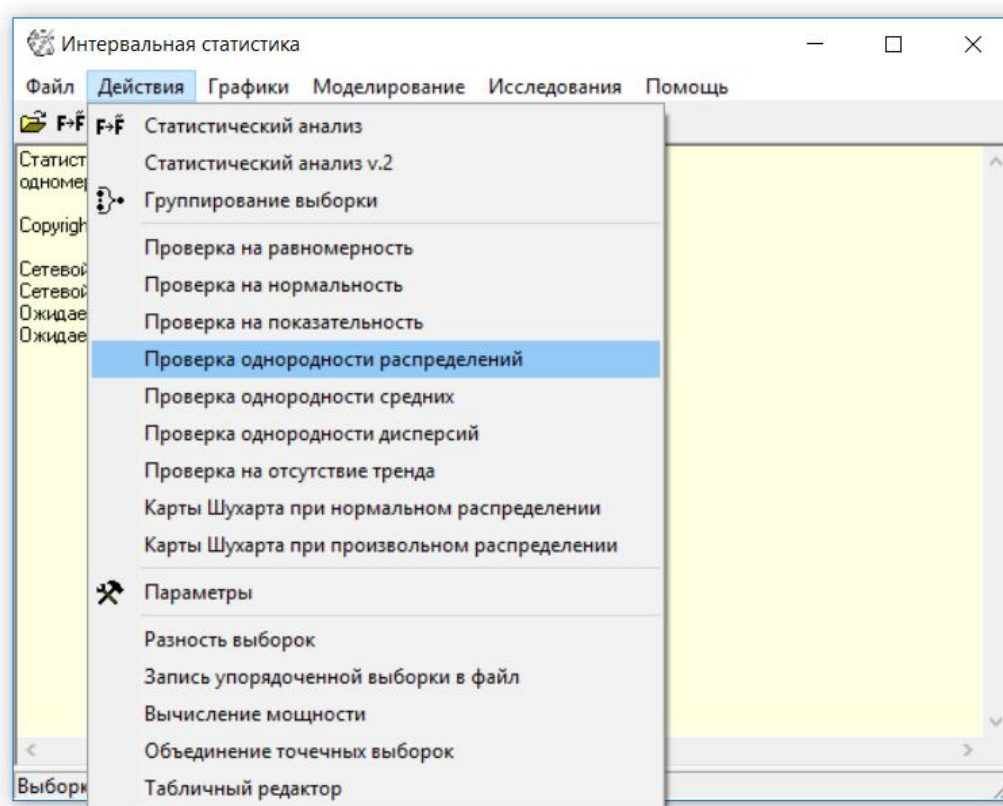 Интервальная статистика
Файл Действия Графики Моделирование Исследования Помощь
F→F̃ F→F̃ Статистический анализ
Статистический анализ v.2
Группирование выборки
Проверка на равномерность
Проверка на нормальность
Проверка на показательность
Проверка однородности распределений
Проверка однородности средних
Проверка однородности дисперсий
Проверка на отсутствие тренда
Карты Шухарта при нормальном распределении
Карты Шухарта при произвольном распределении
Параметры
Разность выборок
Запись упорядоченной выборки в файл
Вычисление мощности
Объединение точечных выборок
Табличный редактор